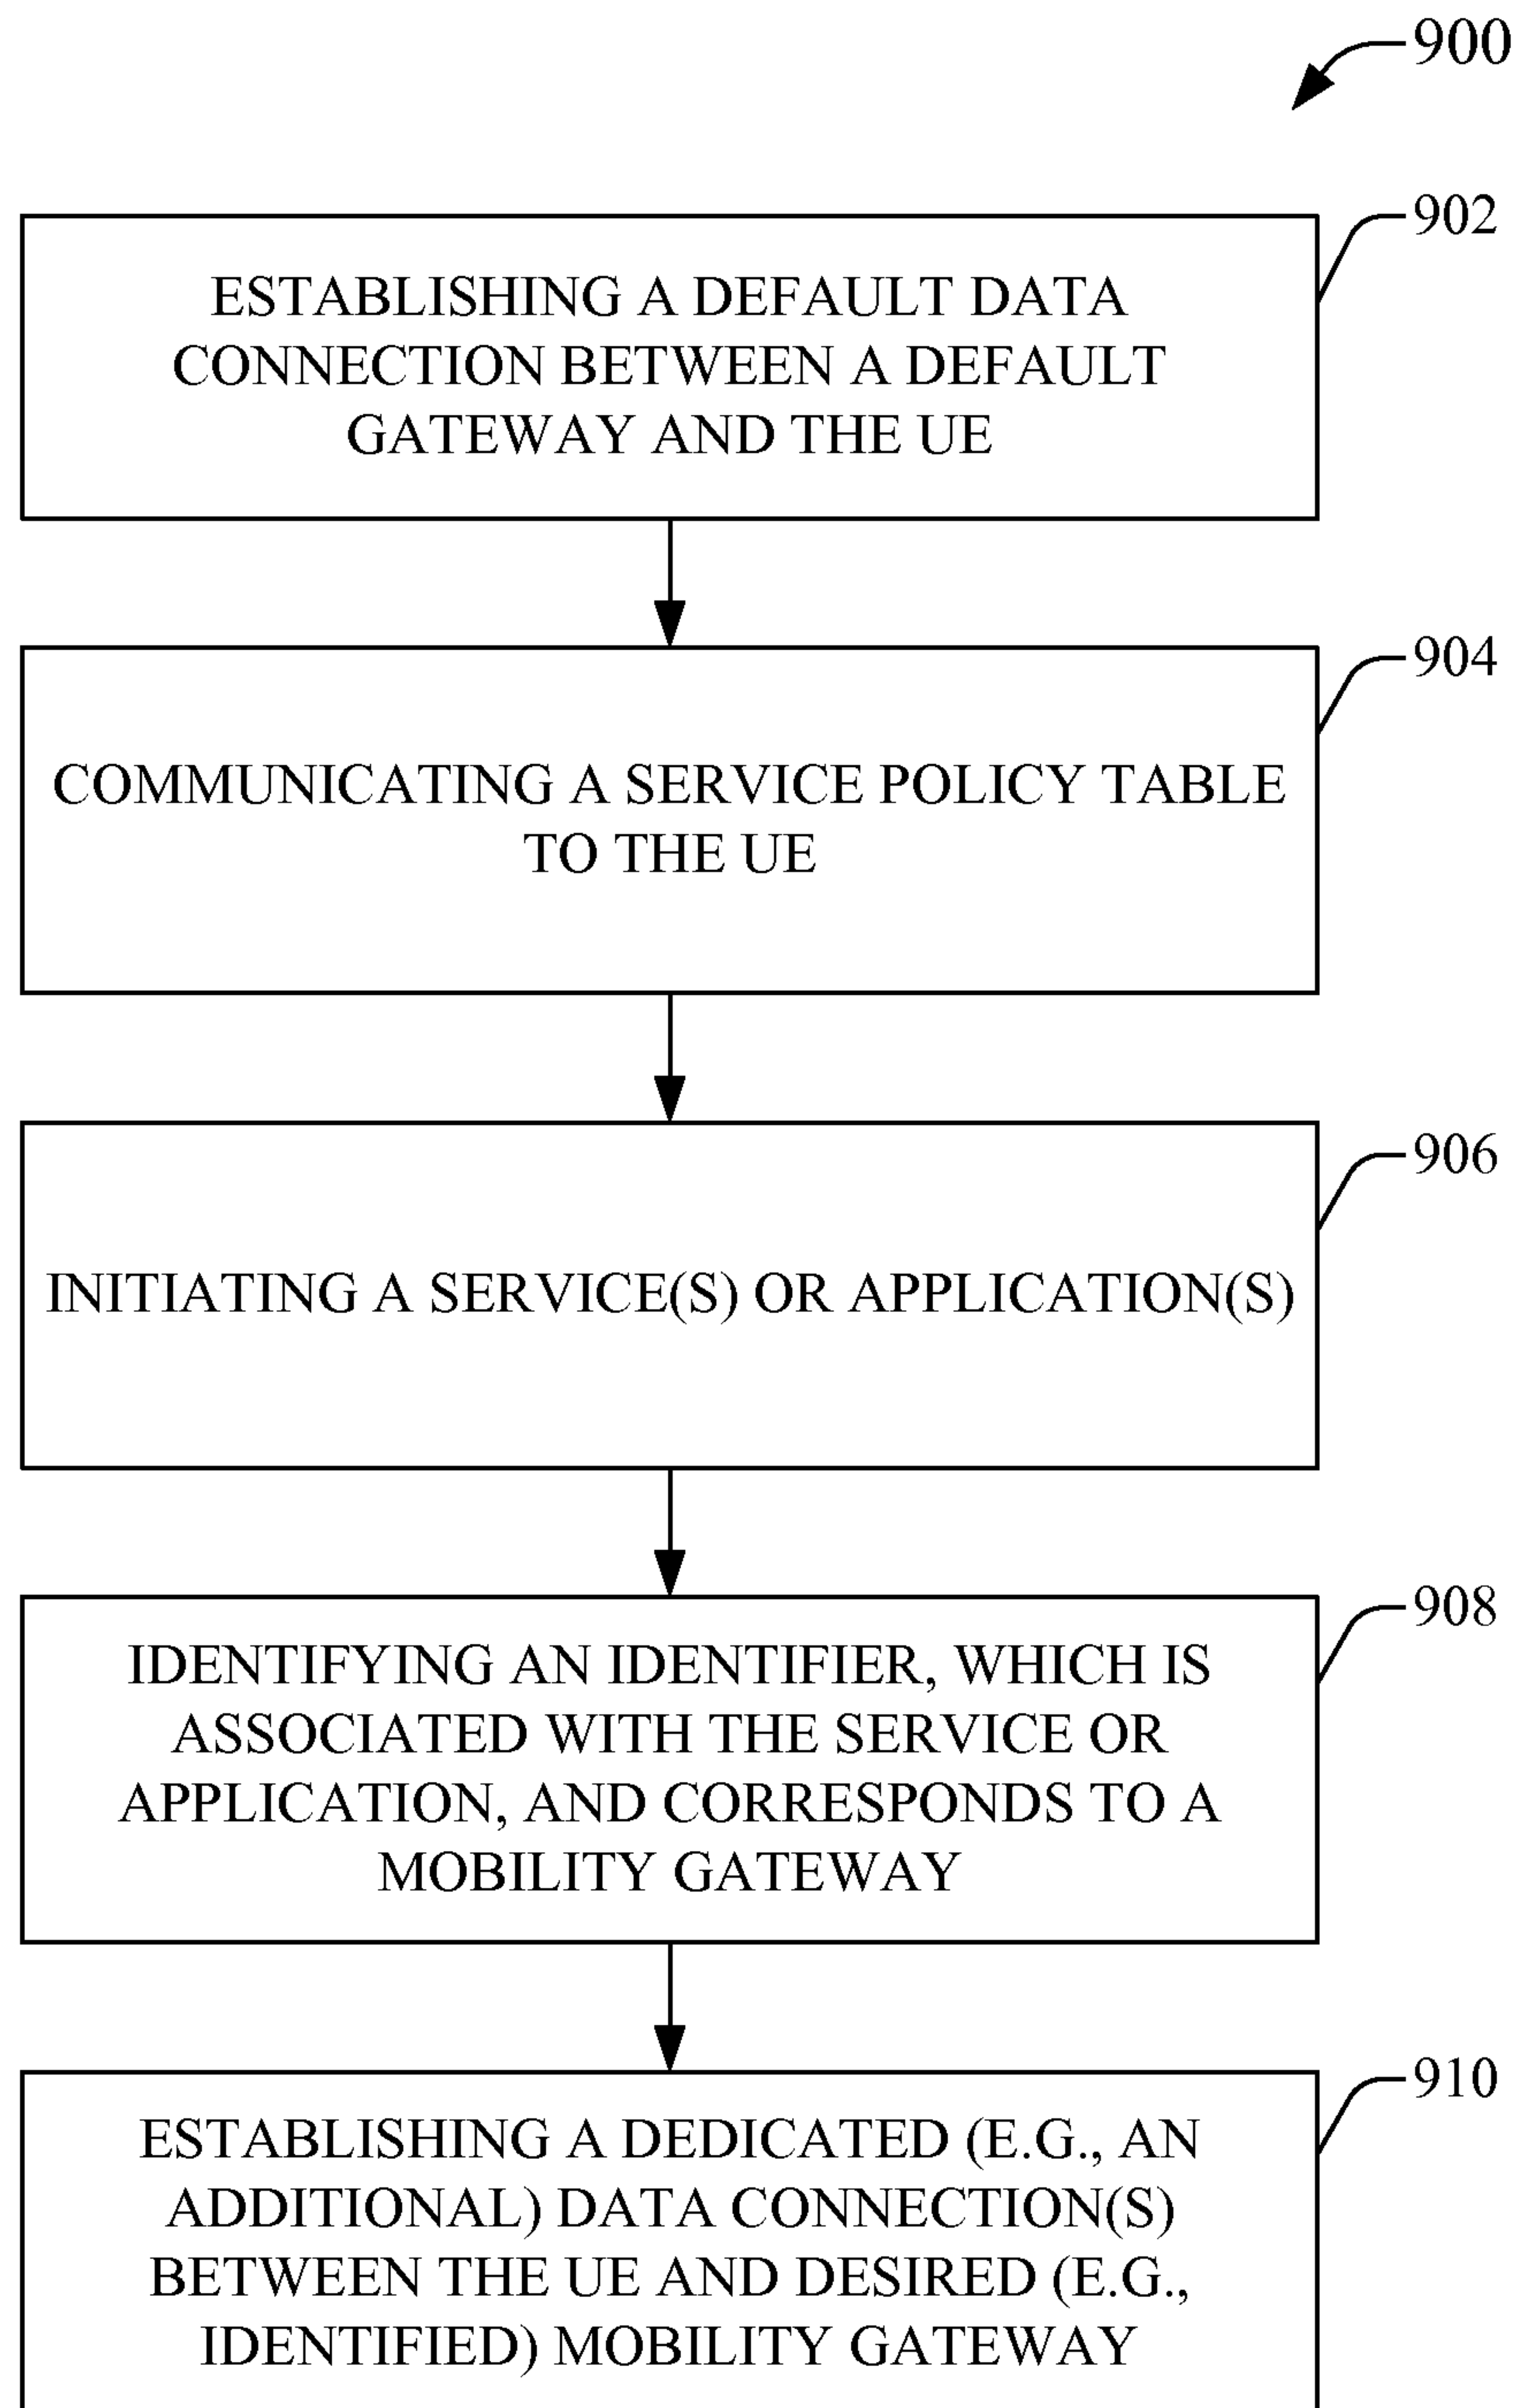 900
902
ESTABLISHING A DEFAULT DATA
CONNECTION BETWEEN A DEFAULT
GATEWAY AND THE UE
904
COMMUNICATING A SERVICE POLICY TABLE
TO THE UE
906
INITIATING A SERVICE(S) OR APPLICATION(S)
908
IDENTIFYING AN IDENTIFIER, WHICH IS
ASSOCIATED WITH THE SERVICE OR
APPLICATION, AND CORRESPONDS TO A
MOBILITY GATEWAY
910
ESTABLISHING A DEDICATED (E.G., AN
ADDITIONAL) DATA CONNECTION(S)
BETWEEN THE UE AND DESIRED (E.G.,
IDENTIFIED) MOBILITY GATEWAY